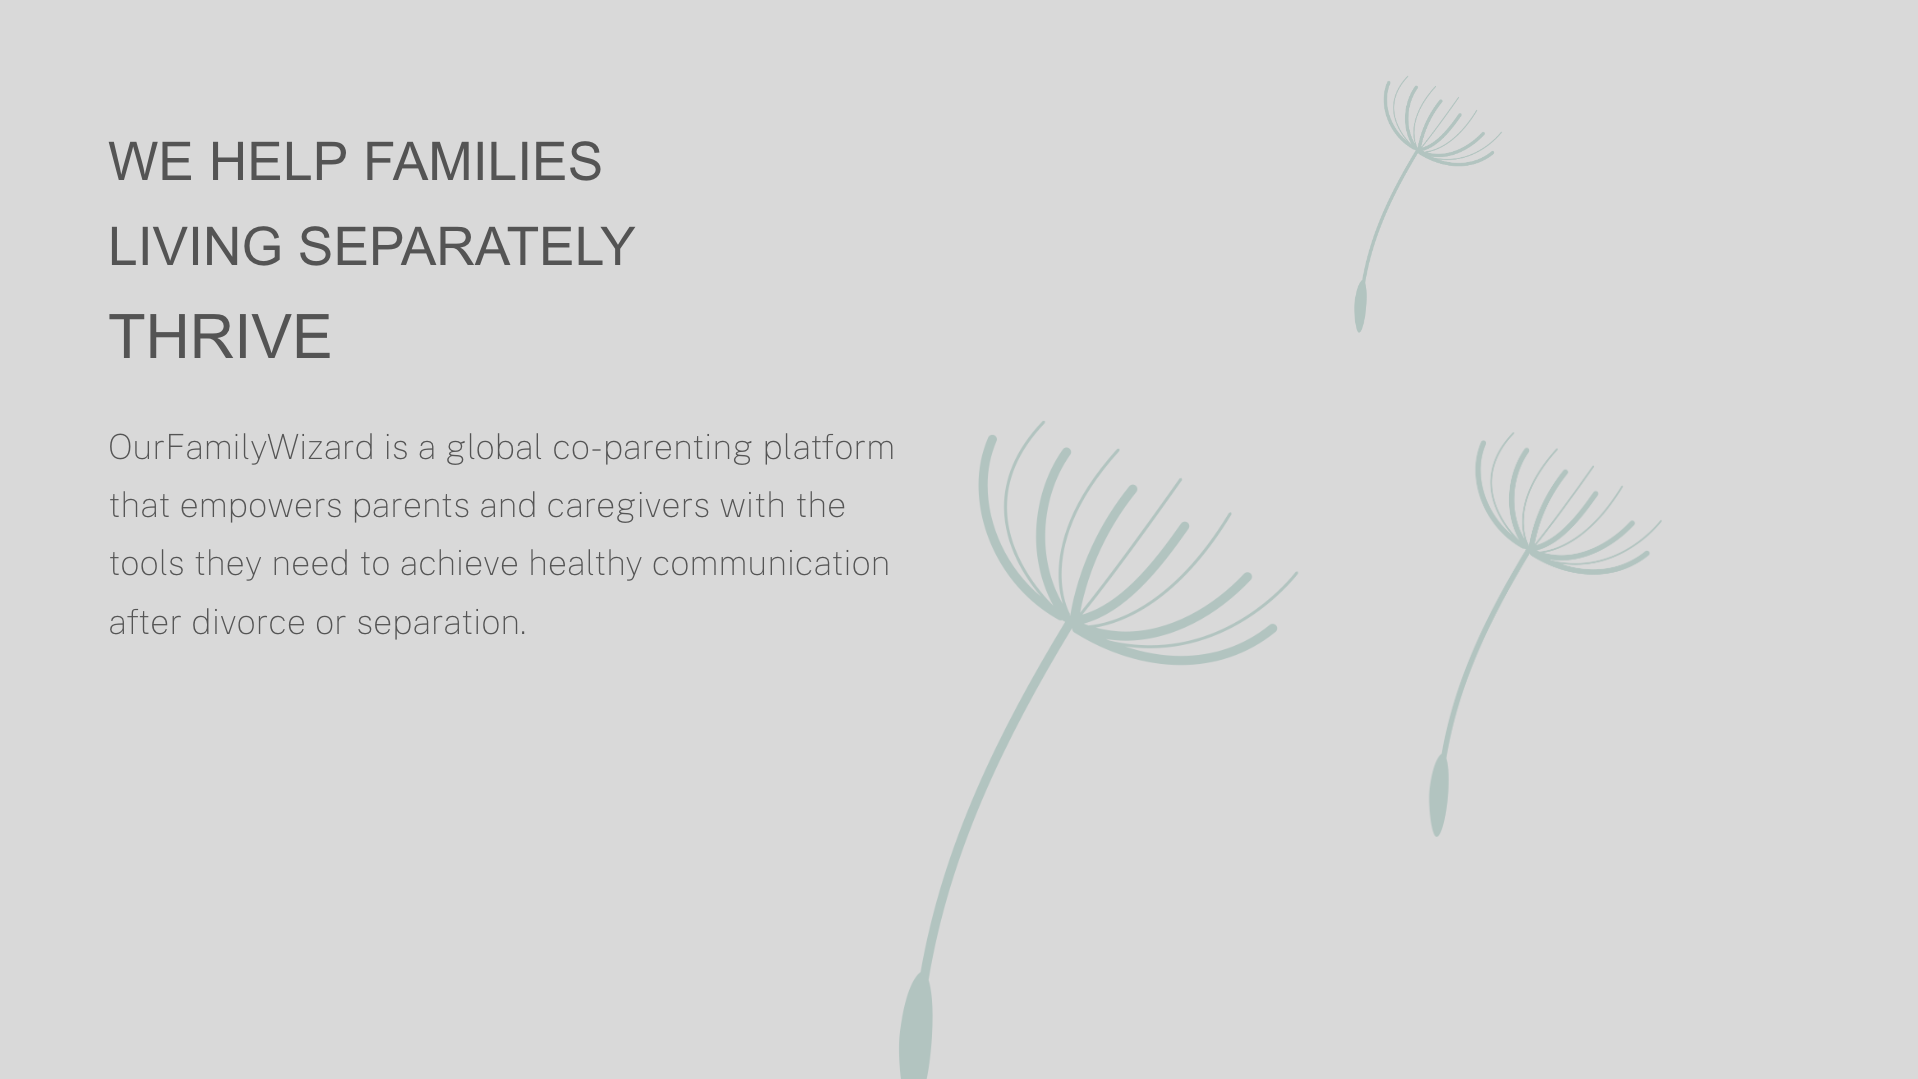 WE HELP FAMILIES
LIVING SEPARATELY
THRIVE
OurFamilyWizard is a global co-parenting platform
that empowers parents and caregivers with the
tools they need to achieve healthy communication
after divorce or separation.